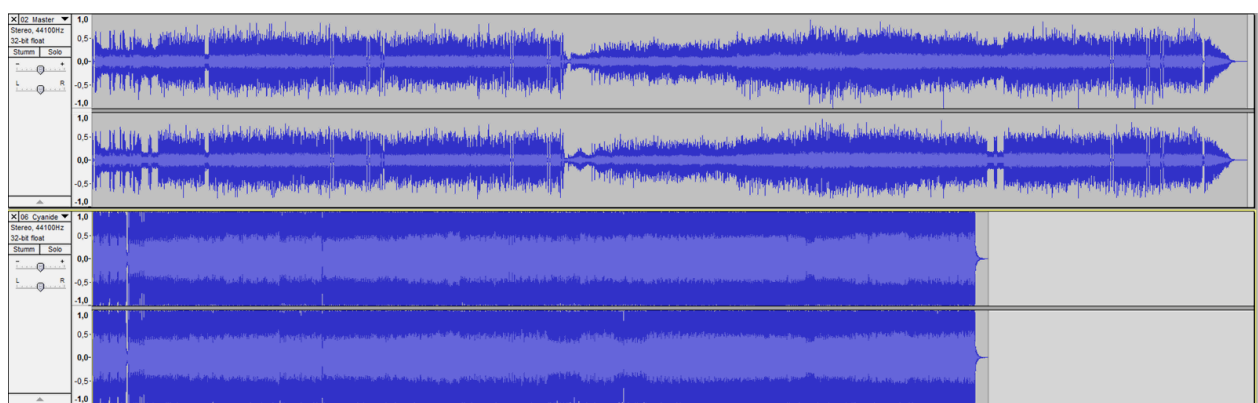 X 02 Master ▼
Stereo, 44100Hz
32-bit float
Stumm Solo
- +
L R
1,0
0,5-
0,0-
-0,5-
-1,0
1,0
0,5-
0,0-
-0,5-
-1,0
X 06 Cyanide ▼
Stereo, 44100Hz
32-bit float
Stumm Solo
- +
L R
1,0
0,5-
0,0-
-0,5-
-1,0
1,0
0,5-
0,0-
-0,5-
-1,0